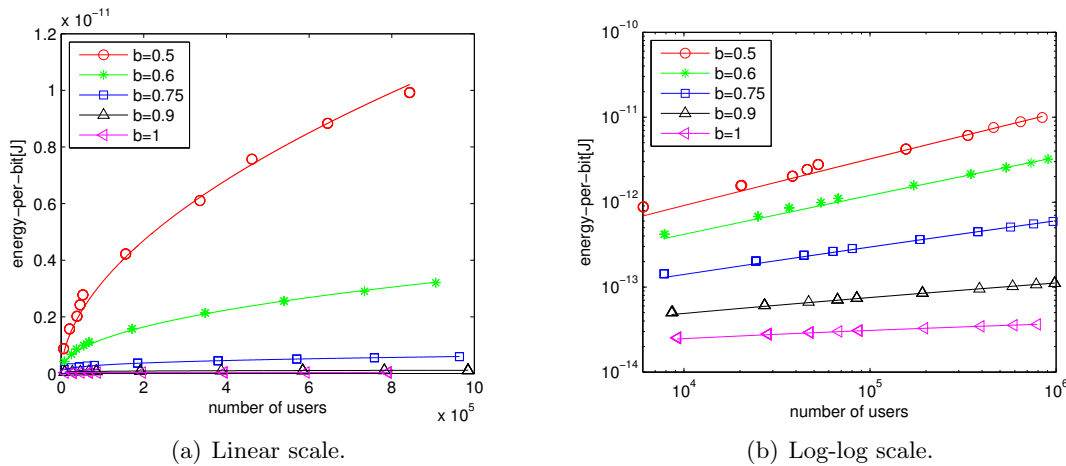 x 10^-11
1.2
1
0.8
0.6
0.4
0.2
0
energy-per-bit[J]
b=0.5
b=0.6
b=0.75
b=0.9
b=1
0 2 4 6 8 10
x 10^5
number of users
(a) Linear scale.
10^-10
10^-11
10^-12
10^-13
10^-14
energy-per-bit[J]
b=0.5
b=0.6
b=0.75
b=0.9
b=1
10^4 10^5 10^6
number of users
(b) Log-log scale.